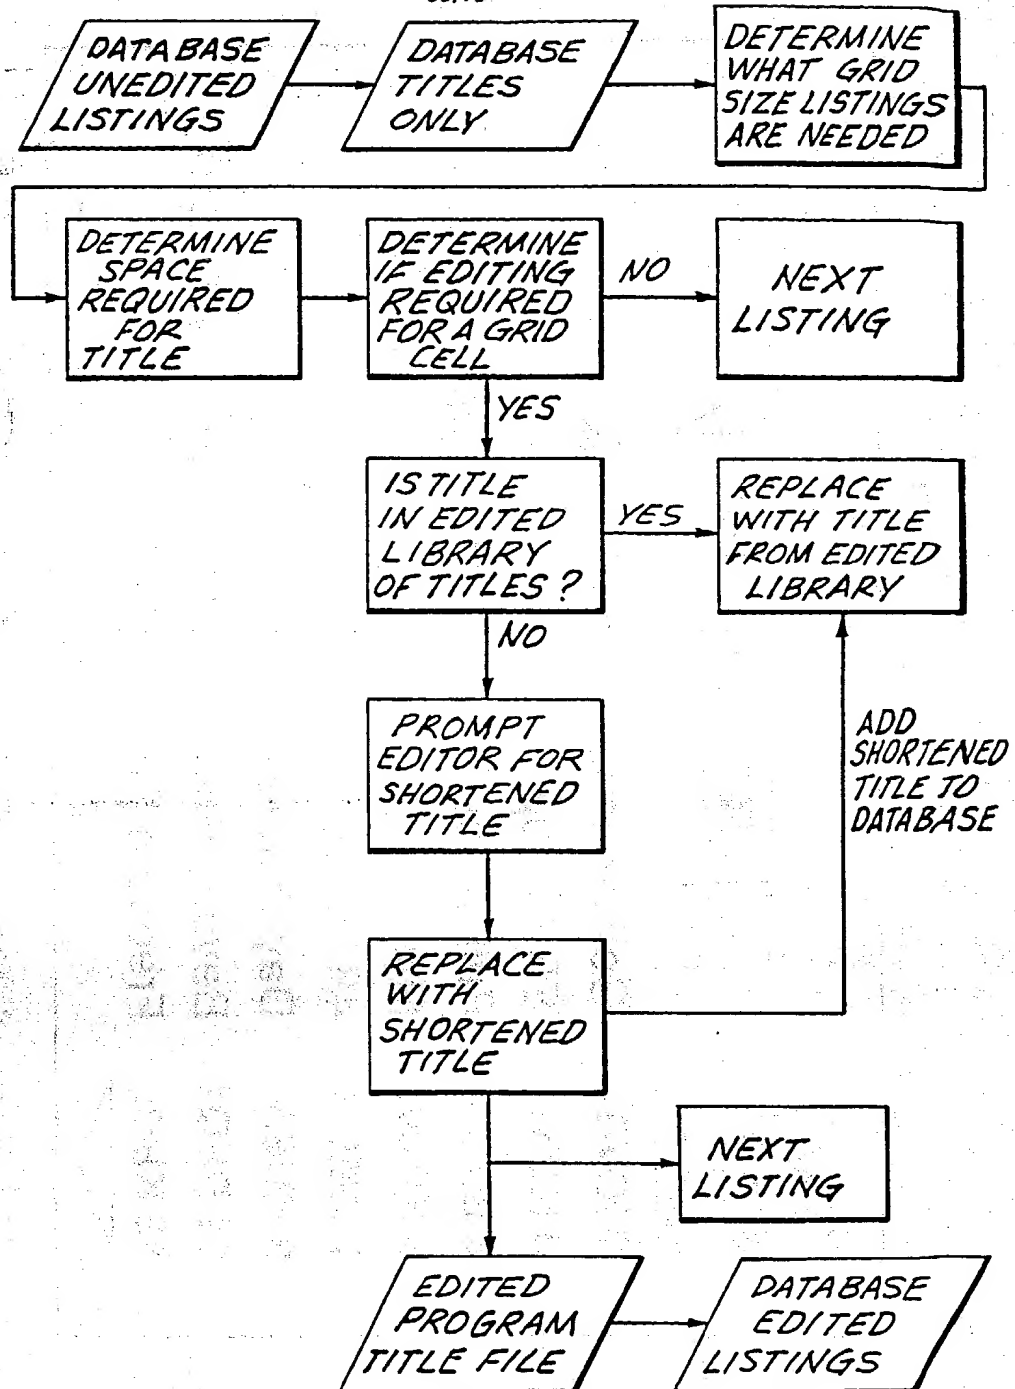 DATABASE
UNEDITED
LISTINGS
DATABASE
TITLES
ONLY
DETERMINE
WHAT GRID
SIZE LISTINGS
ARE NEEDED
DETERMINE
SPACE
REQUIRED
FOR
TITLE
DETERMINE
IF EDITING
REQUIRED
FOR A GRID
CELL
NO
NEXT
LISTING
YES
IS TITLE
IN EDITED
LIBRARY
OF TITLES ?
YES
REPLACE
WITH TITLE
FROM EDITED
LIBRARY
NO
PROMPT
EDITOR FOR
SHORTENED
TITLE
ADD
SHORTENED
TITLE TO
DATABASE
REPLACE
WITH
SHORTENED
TITLE
NEXT
LISTING
EDITED
PROGRAM
TITLE FILE
DATABASE
EDITED
LISTINGS